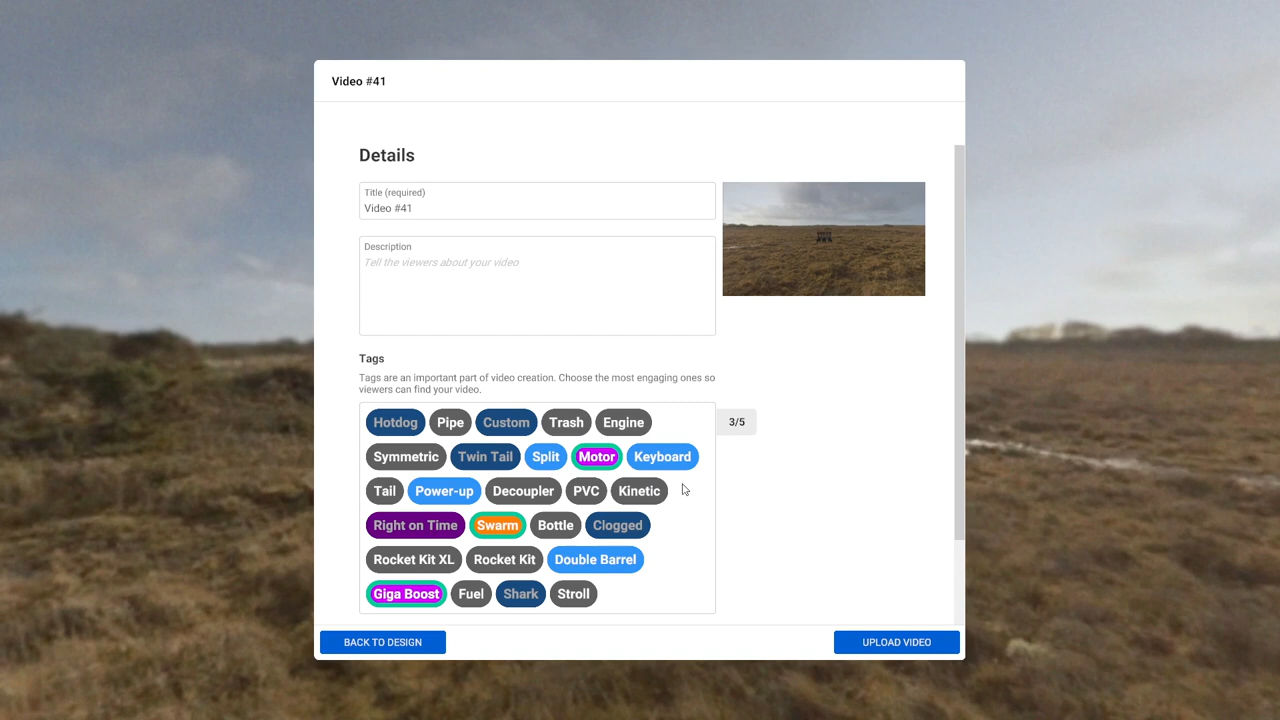 Video #41
Details
Title (required)
Video #41
Description
Tell the viewers about your video
Tags
Tags are an important part of video creation. Choose the most engaging ones so
viewers can find your video.
Hotdog Pipe Custom Trash Engine
3/5
Symmetric Twin Tail Split Motor Keyboard
Tail Power-up Decoupler PVC Kinetic
Right on Time Swarm Bottle Clogged
Rocket Kit XL Rocket Kit Double Barrel
Giga Boost Fuel Shark Stroll
BACK TO DESIGN
UPLOAD VIDEO